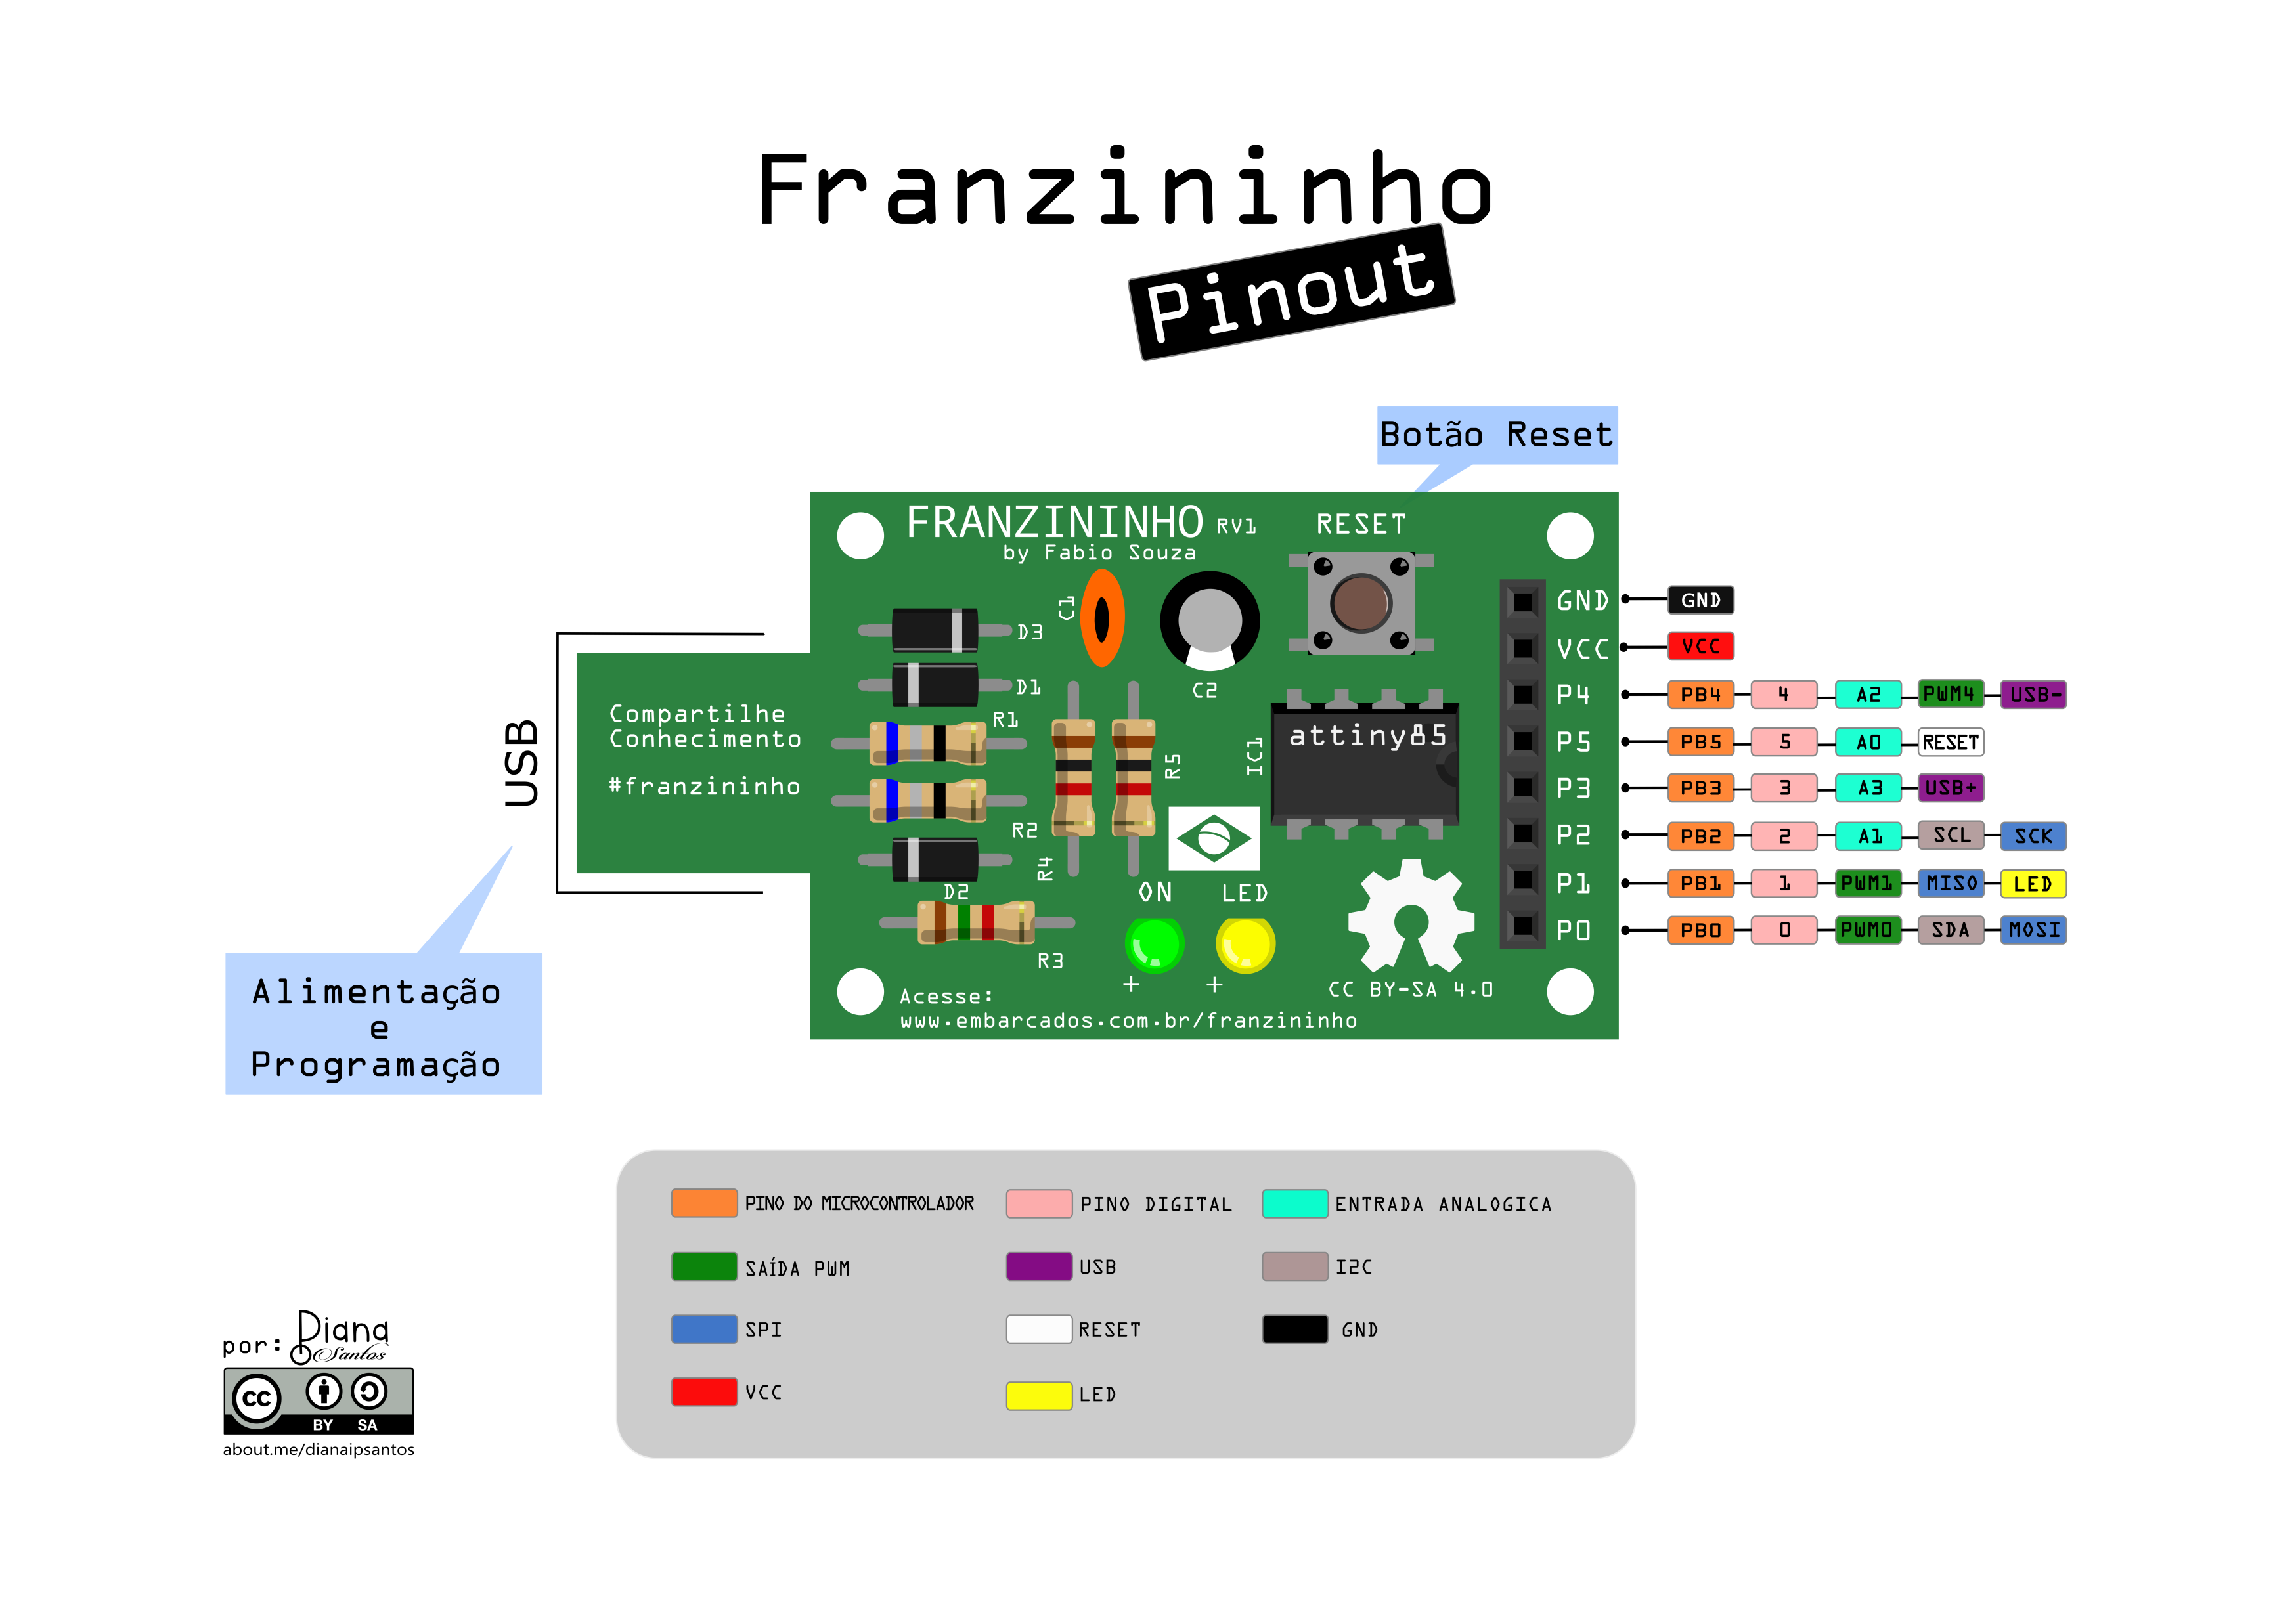 Franzininho
Pinout
Botão Reset
FRANZININHO RV1
by Fabio Souza
RESET
C1
C2
D3
D1
R1
R2
D2
R3
R4
R5
IC1
attiny85
ON
LED
+
+
Compartilhe
Conhecimento
#franzininho
USB
Alimentação
e
Programação
Acesse:
www.embarcados.com.br/franzininho
CC BY-SA 4.0
GND GND
VCC VCC
P4 PB4 4 A2 PWM4 USB-
P5 PB5 5 A0 RESET
P3 PB3 3 A3 USB+
P2 PB2 2 A1 SCL SCK
P1 PB1 1 PWM1 MISO LED
P0 PB0 0 PWM0 SDA MOSI
PINO DO MICROCONTROLADOR PINO DIGITAL ENTRADA ANALOGICA
SAÍDA PWM USB I2C
SPI RESET GND
VCC LED
por: Diana
Santos
cc
BY SA
about.me/dianaipsantos